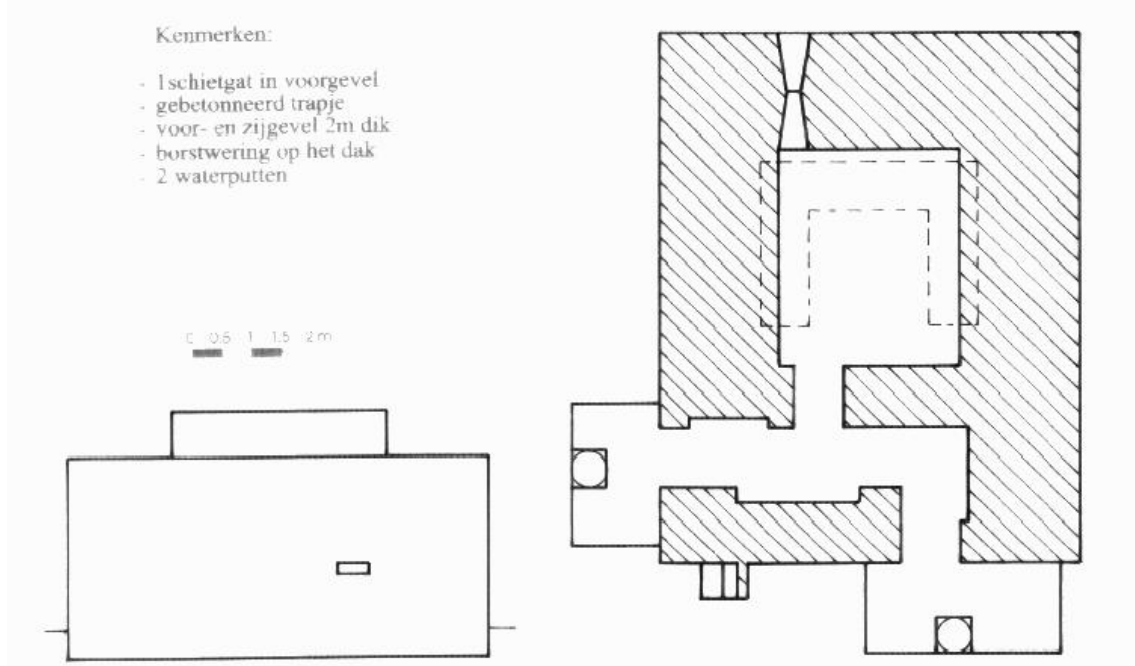 Kenmerken:
- 1schietgat in voorgevel
- gebetonneerd trapje
- voor- en zijgevel 2m dik
- borstwering op het dak
- 2 waterputten
0 0.5 1 1.5 2 m